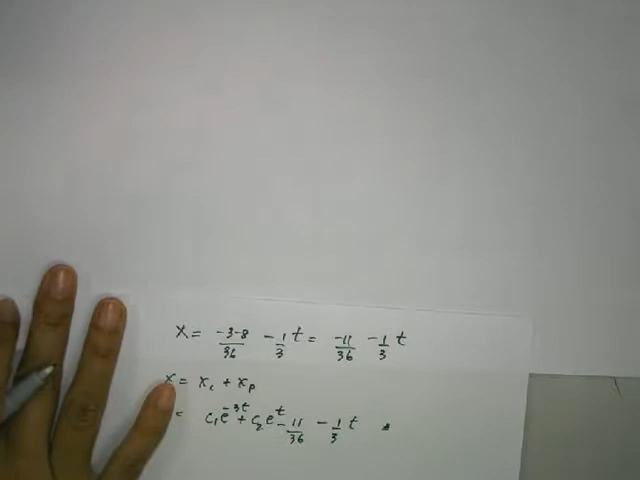 x = -3-8/36 - 1/3 t = -11/36 - 1/3 t
x = x_c + x_p
= c₁e^-3t + c₂e^t - 11/36 - 1/3 t